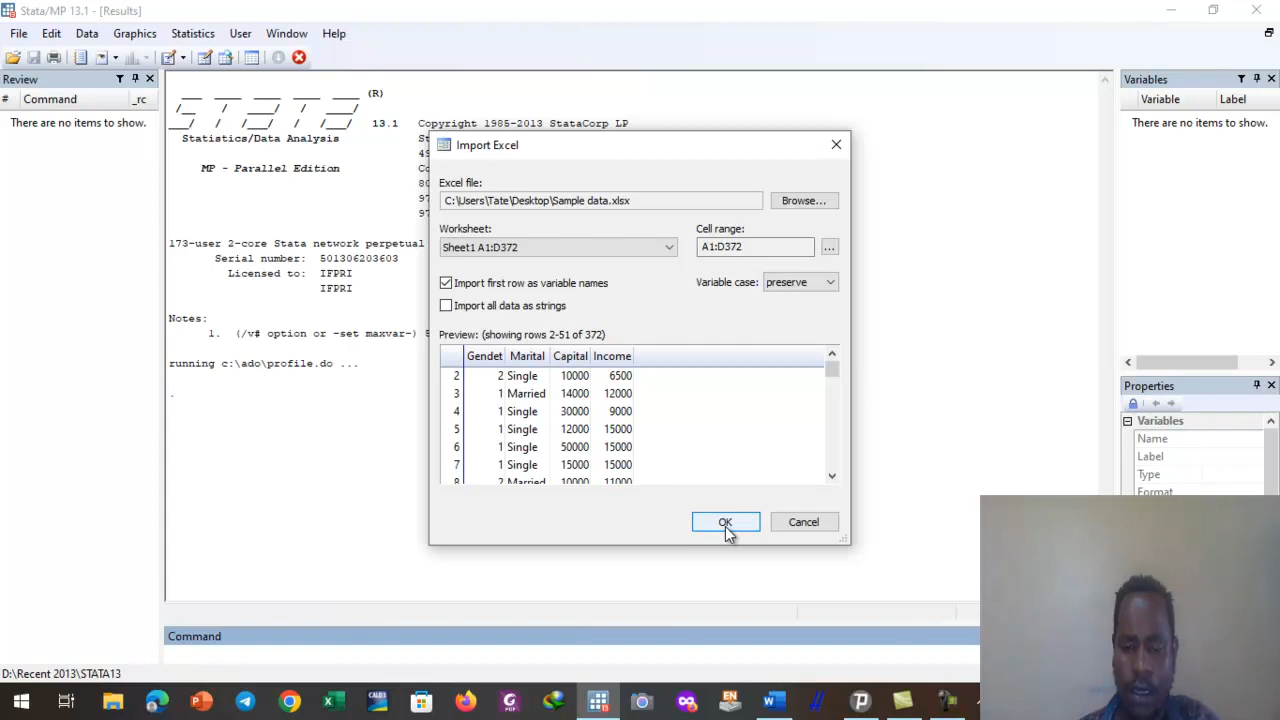 Stata/MP 13.1 - [Results]
File Edit Data Graphics Statistics User Window Help
Review
# Command _rc
There are no items to show.
(R)
13.1 Copyright 1985-2013 StataCorp LP
Statistics/Data Analysis
MP - Parallel Edition
173-user 2-core Stata network perpetual
Serial number: 501306203603
Licensed to: IFPRI
IFPRI
Notes:
1. (/v# option or -set maxvar-) 5
running c:\ado\profile.do ...
.
Import Excel
Excel file:
C:\Users\Tate\Desktop\Sample data.xlsx Browse...
Worksheet: Cell range:
Sheet1 A1:D372 A1:D372 ...
Import first row as variable names Variable case: preserve
Import all data as strings
Preview: (showing rows 2-51 of 372)
Gendet Marital Capital Income
2 2 Single 10000 6500
3 1 Married 14000 12000
4 1 Single 30000 9000
5 1 Single 12000 15000
6 1 Single 50000 15000
7 1 Single 15000 15000
8 2 Married 10000 11000
OK Cancel
Variables
Variable Label
There are no items to show.
Properties
Variables
Name
Label
Type
Format
Command
D:\Recent 2013\STATA13